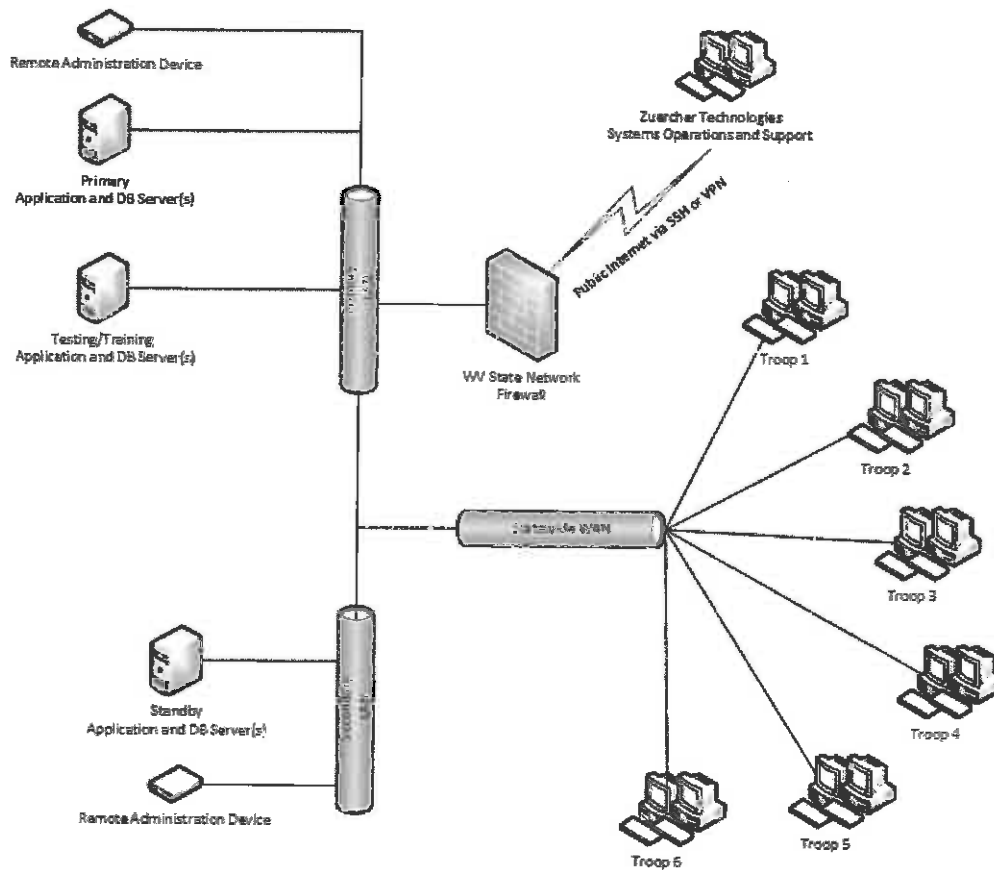 Remote Administration Device
Primary
Application and DB Server(s)
Testing/Training
Application and DB Server(s)
Zuercher Technologies
Systems Operations and Support
Public Internet via SSH or VPN
WV State Network
Firewall
Troop 1
Troop 2
Troop 3
Troop 4
Troop 5
Troop 6
Statewide WAN
Standby
Application and DB Server(s)
Remote Administration Device